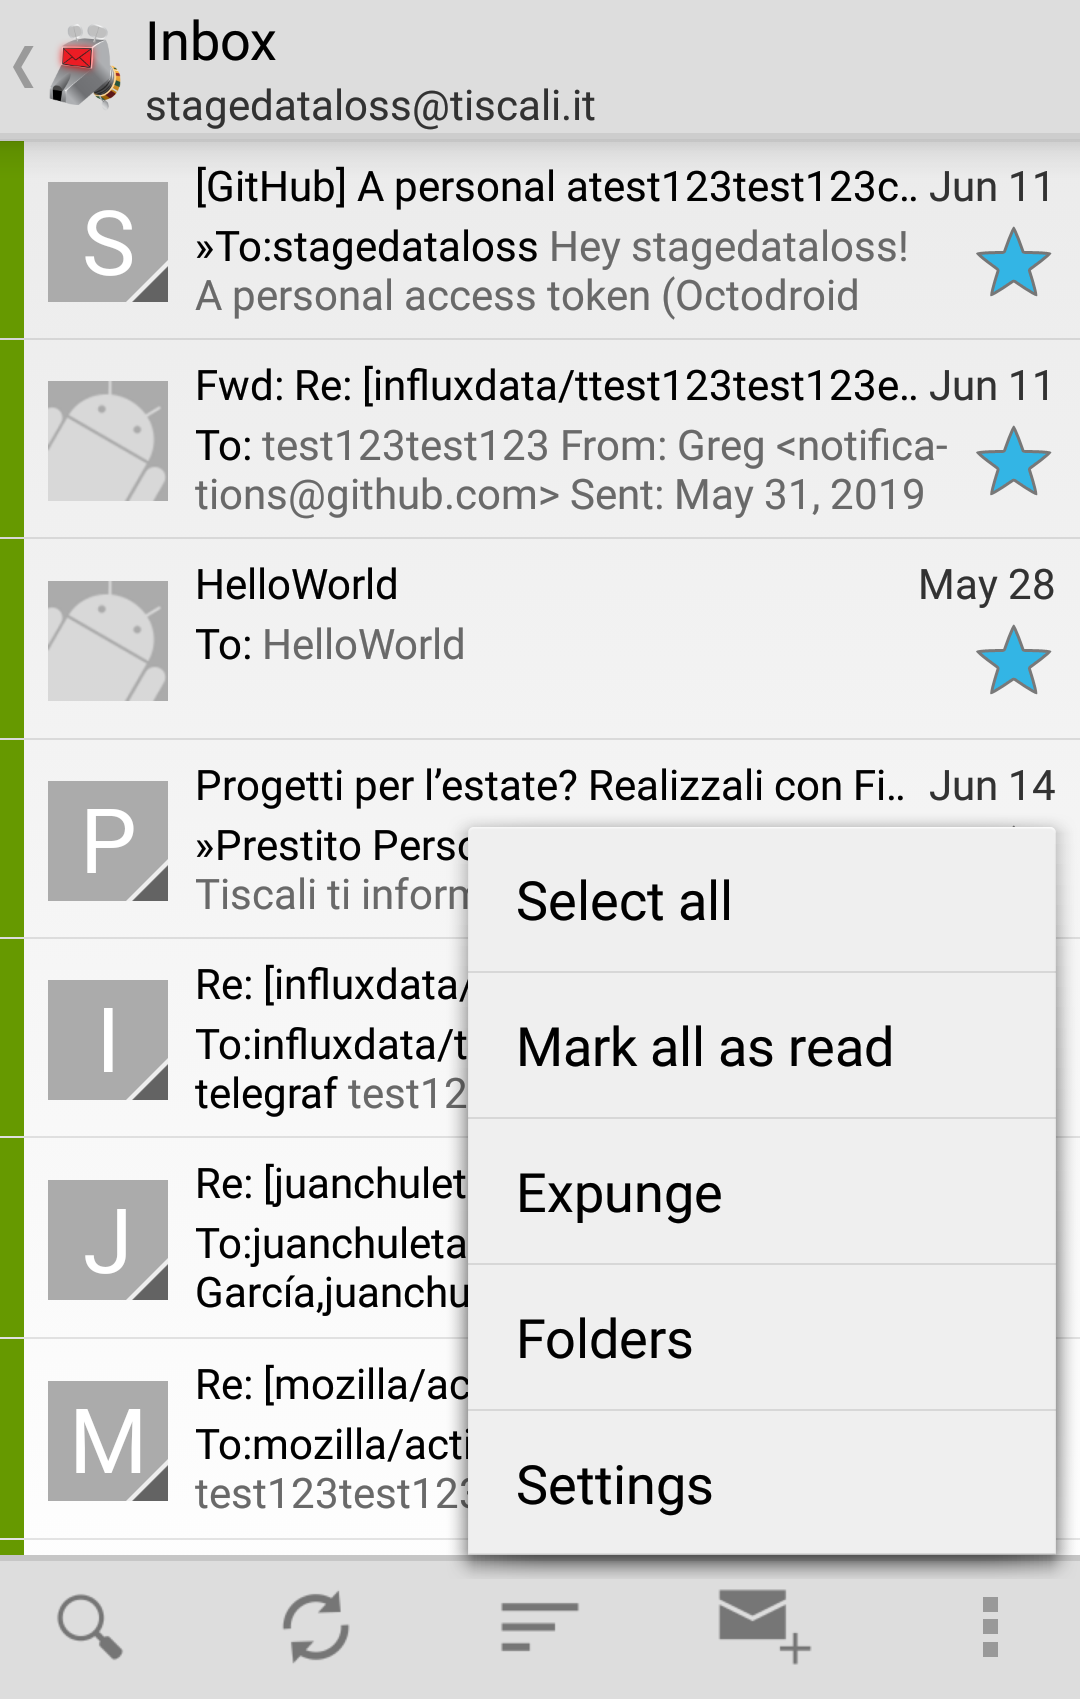 Inbox
stagedataloss@tiscali.it
S
[GitHub] A personal atest123test123c.. Jun 11
»To:stagedataloss Hey stagedataloss!
A personal access token (Octodroid
Fwd: Re: [influxdata/ttest123test123e.. Jun 11
To: test123test123 From: Greg <notifica-
tions@github.com> Sent: May 31, 2019
HelloWorld May 28
To: HelloWorld
P
Progetti per l’estate? Realizzali con Fi.. Jun 14
»Prestito Perso
Tiscali ti inform
I
Re: [influxdata/
To:influxdata/t
telegraf test12
J
Re: [juanchulet
To:juanchuleta
García,juanchu
M
Re: [mozilla/ac
To:mozilla/acti
test123test123
Select all
Mark all as read
Expunge
Folders
Settings